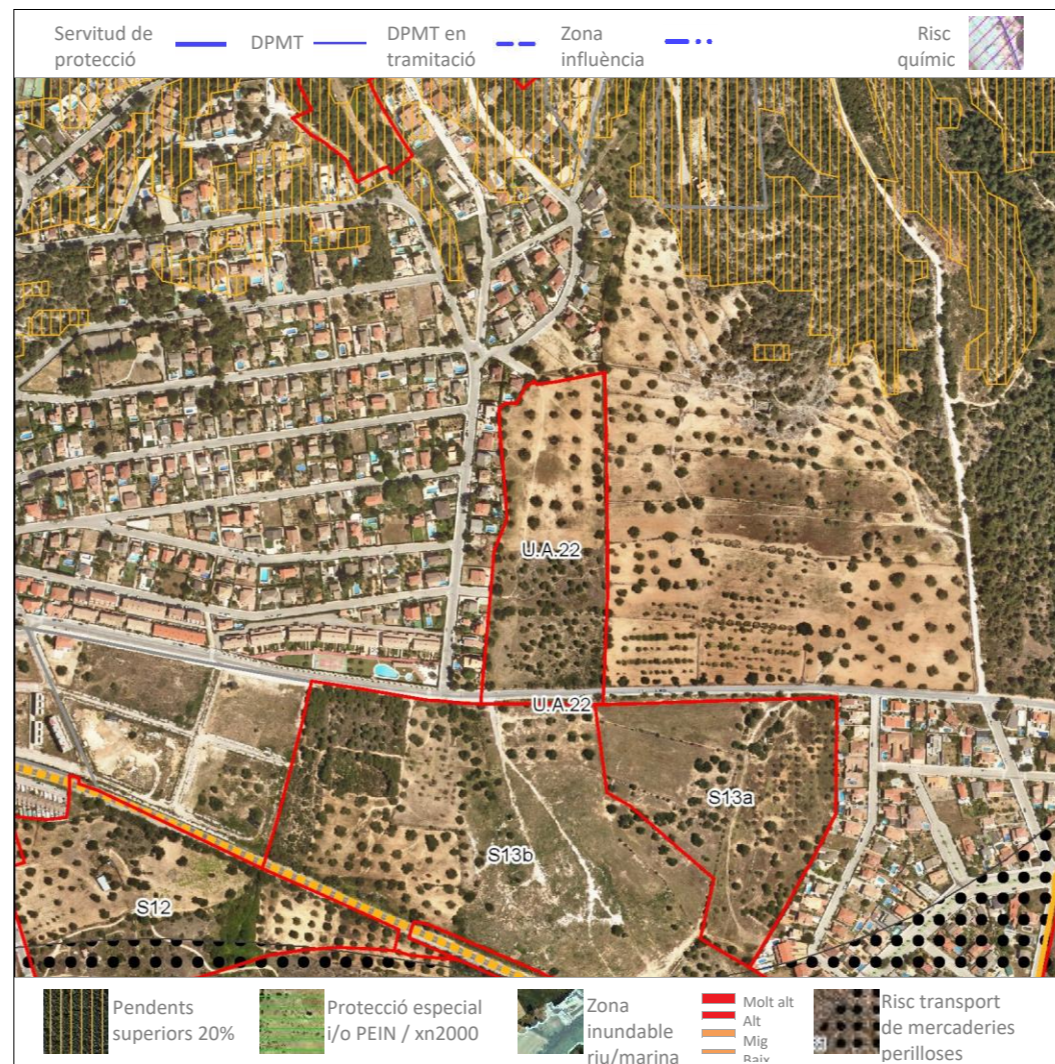 Servitud de
protecció
DPMT
DPMT en
tramitació
Zona
influència
Risc
químic
U.A.22
U.A.22
S13a
S13b
S12
Pendents
superiors 20%
Protecció especial
i/o PEIN / xn2000
Zona
inundable
riu/marina
Molt alt
Alt
Mig
Baix
Risc transport
de mercaderies
perilloses